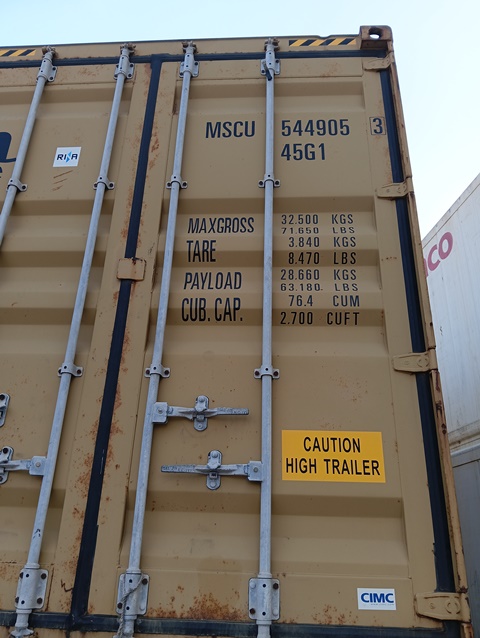 MSCU 544905 3
45G1
RINA
MAXGROSS 32.500 KGS
71.650 LBS
TARE 3.840 KGS
8.470 LBS
PAYLOAD 28.660 KGS
63.180 LBS
CUB. CAP. 76.4 CUM
2.700 CUFT
CAUTION
HIGH TRAILER
CIMC